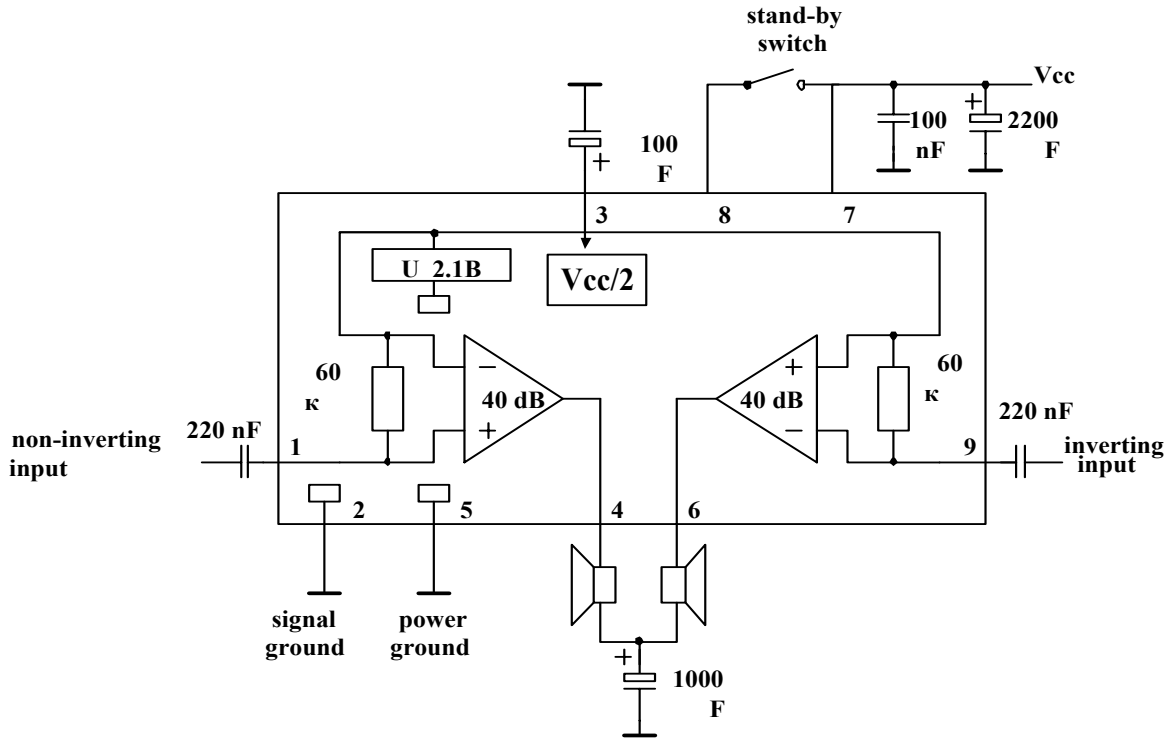 stand-by
switch
Vcc
+
100
nF
2200
F
100
F
+
3
8
7
U 2.1B
Vcc/2
60
к
−
40 dB
+
+
40 dB
−
60
к
non-inverting
input
220 nF
1
9
220 nF
inverting
input
2
5
4
6
signal
ground
power
ground
+
1000
F